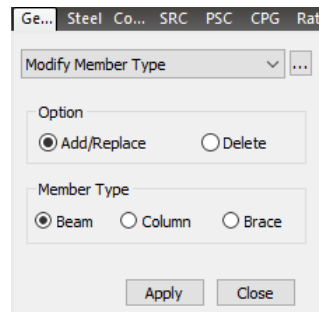 Ge... Steel Co... SRC PSC CPG Rat
Modify Member Type ...
Option
Add/Replace Delete
Member Type
Beam Column Brace
Apply Close